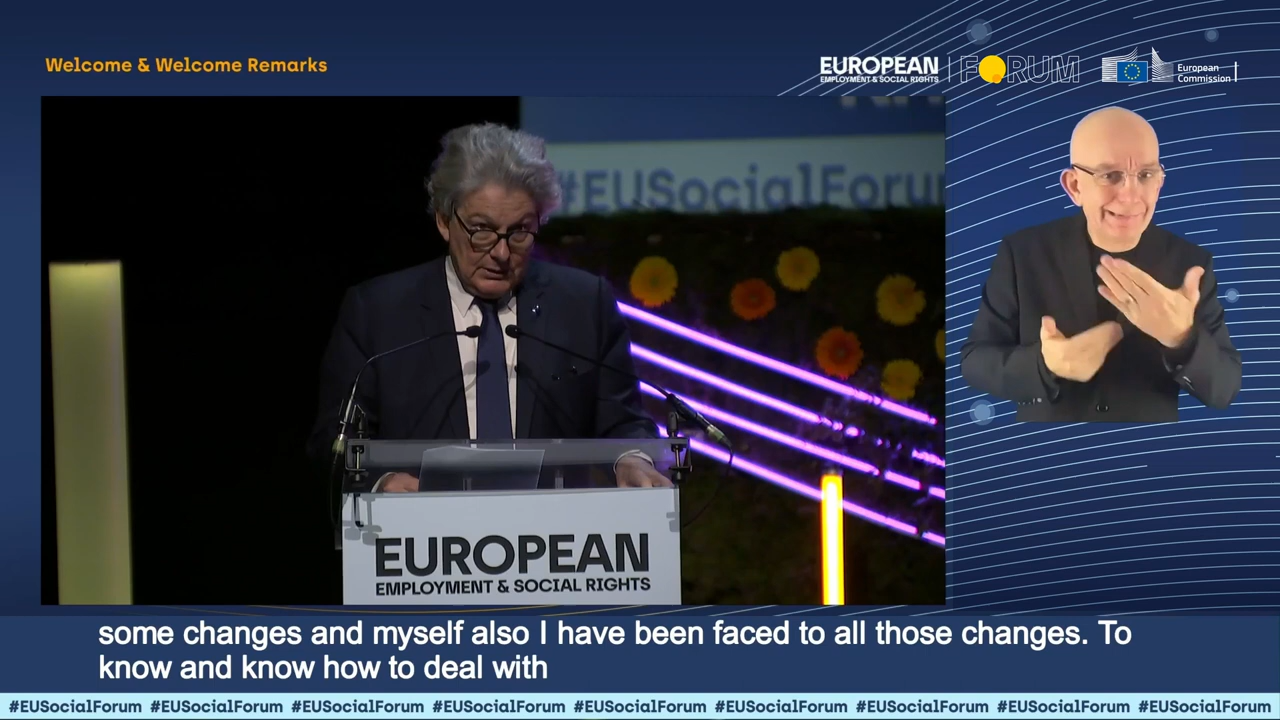 Welcome & Welcome Remarks
EUROPEAN
EMPLOYMENT & SOCIAL RIGHTS
FORUM
European
Commission
#EUSocialForu
EUROPEAN
EMPLOYMENT & SOCIAL RIGHTS
some changes and myself also I have been faced to all those changes. To
know and know how to deal with
#EUSocialForum #EUSocialForum #EUSocialForum #EUSocialForum #EUSocialForum #EUSocialForum #EUSocialForum #EUSocialForum #EUSocialForum